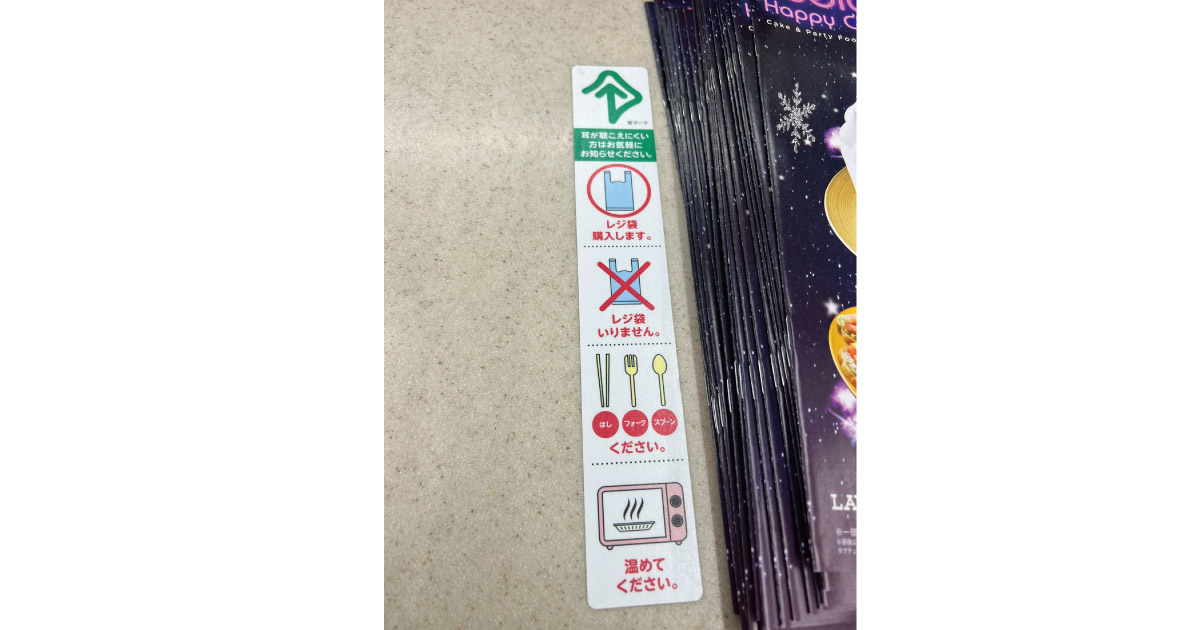 耳マーク
耳が聴こえにくい
方はお気軽に
お知らせください。
レジ袋
購入します。
レジ袋
いりません。
はし フォーク スプーン
ください。
温めて
ください。
Happy
Cake & Party Foo
LA